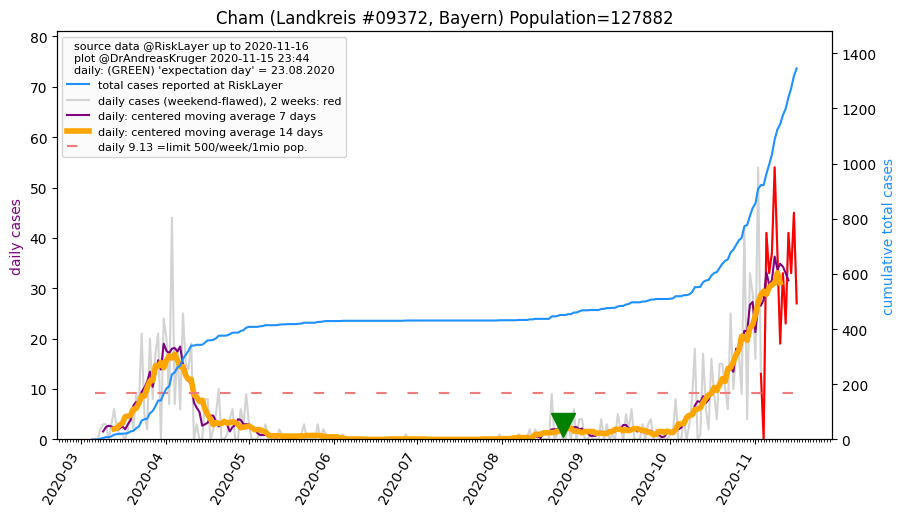 Cham (Landkreis #09372, Bayern) Population=127882
source data @RiskLayer up to 2020-11-16
plot @DrAndreasKruger 2020-11-15 23:44
daily: (GREEN) 'expectation day' = 23.08.2020
total cases reported at RiskLayer
daily cases (weekend-flawed), 2 weeks: red
daily: centered moving average 7 days
daily: centered moving average 14 days
daily 9.13 =limit 500/week/1mio pop.
daily cases
80
70
60
50
40
30
20
10
0
cumulative total cases
1400
1200
1000
800
600
400
200
0
2020-03
2020-04
2020-05
2020-06
2020-07
2020-08
2020-09
2020-10
2020-11